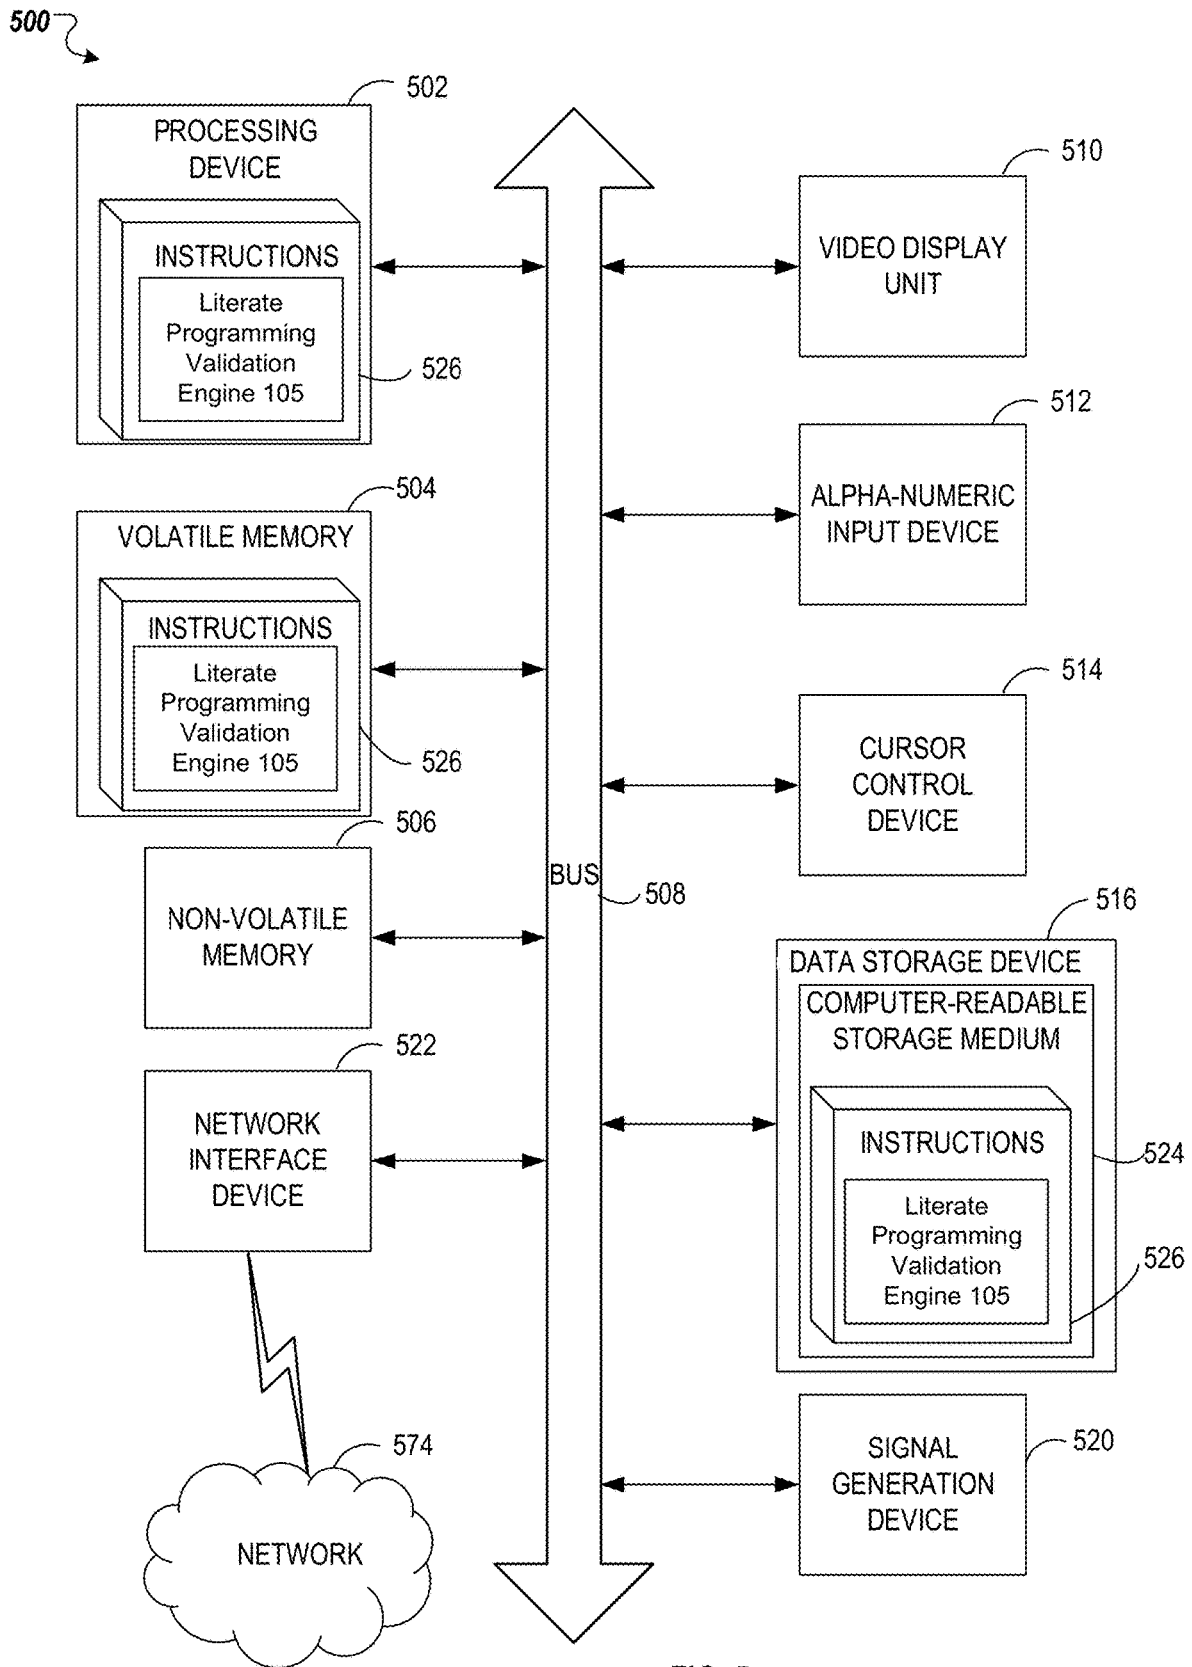 500
502
PROCESSING
DEVICE
INSTRUCTIONS
Literate
Programming
Validation
Engine 105
526
504
VOLATILE MEMORY
INSTRUCTIONS
Literate
Programming
Validation
Engine 105
526
506
NON-VOLATILE
MEMORY
522
NETWORK
INTERFACE
DEVICE
574
NETWORK
BUS
508
510
VIDEO DISPLAY
UNIT
512
ALPHA-NUMERIC
INPUT DEVICE
514
CURSOR
CONTROL
DEVICE
516
DATA STORAGE DEVICE
COMPUTER-READABLE
STORAGE MEDIUM
INSTRUCTIONS
524
Literate
Programming
Validation
Engine 105
526
520
SIGNAL
GENERATION
DEVICE